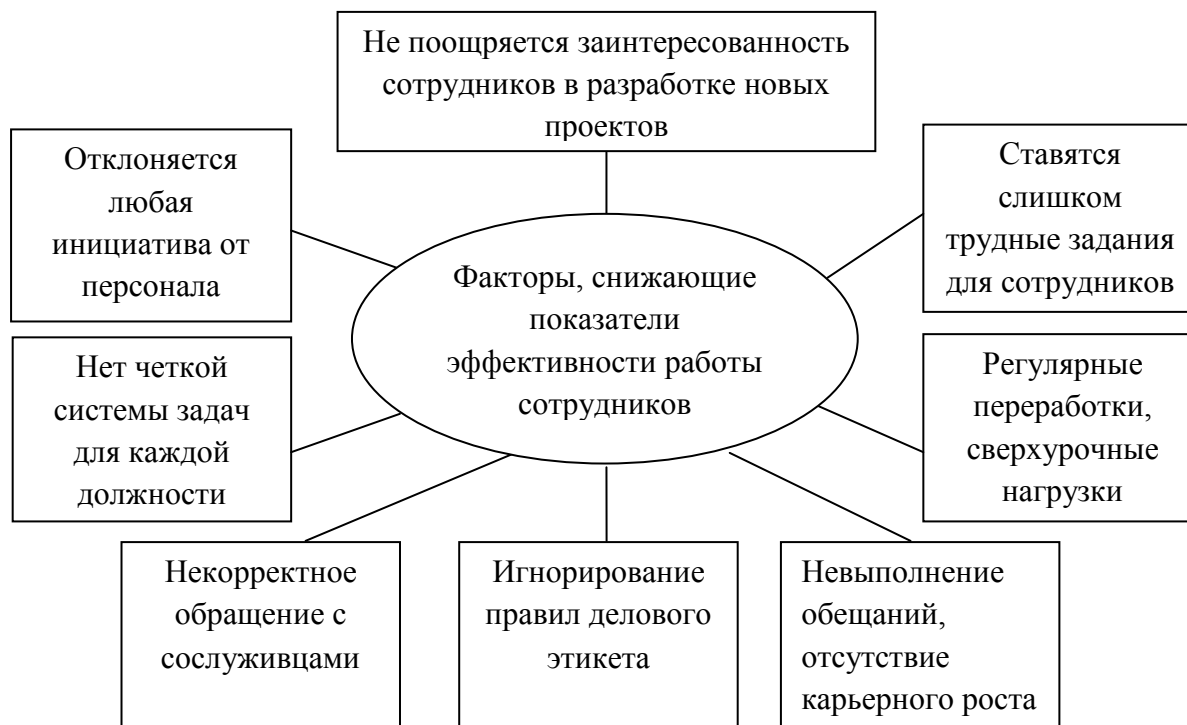 Не поощряется заинтересованность
сотрудников в разработке новых
проектов
Отклоняется
любая
инициатива от
персонала
Ставятся
слишком
трудные задания
для сотрудников
Факторы, снижающие
показатели
эффективности работы
сотрудников
Нет четкой
системы задач
для каждой
должности
Регулярные
переработки,
сверхурочные
нагрузки
Некорректное
обращение с
сослуживцами
Игнорирование
правил делового
этикета
Невыполнение
обещаний,
отсутствие
карьерного роста